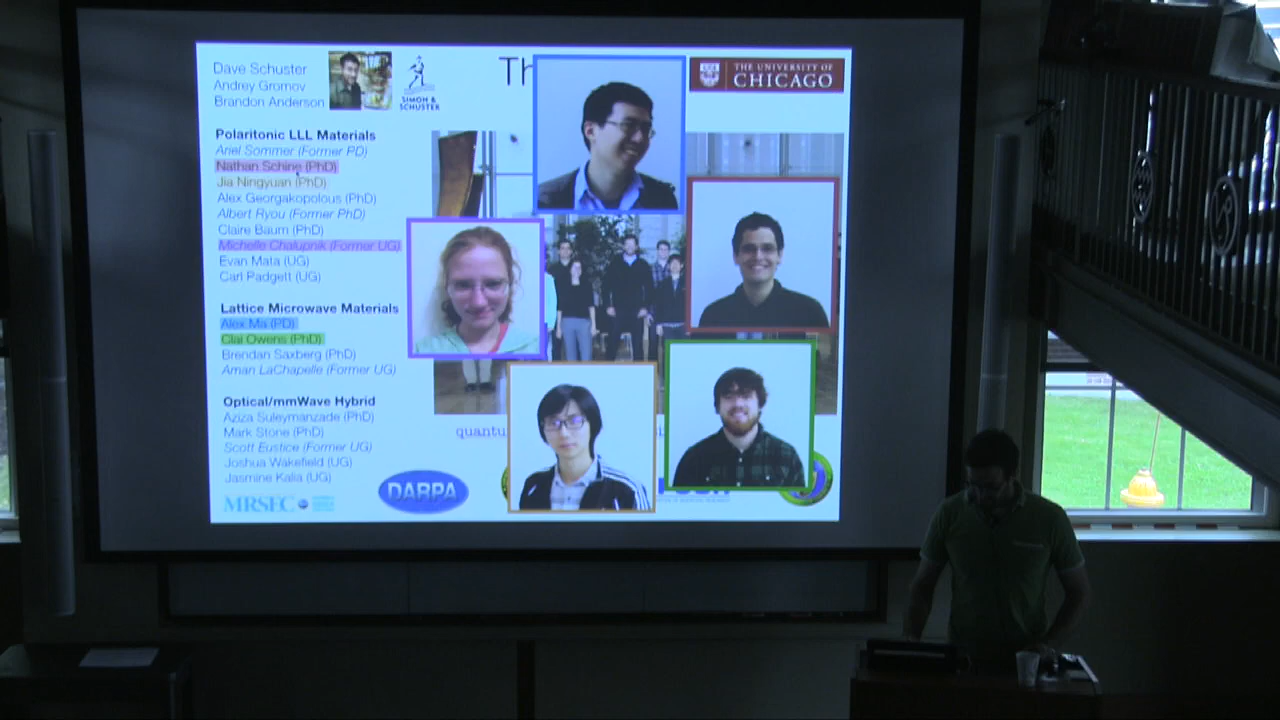 Dave Schuster
Andrey Gromov
Brandon Anderson
SIMON &
SCHUSTER
Th
THE UNIVERSITY OF
CHICAGO
Polaritonic LLL Materials
Ariel Sommer (Former PD)
Nathan Schine (PhD)
Jia Ningyuan (PhD)
Alex Georgakopolous (PhD)
Albert Ryou (Former PhD)
Claire Baum (PhD)
Michelle Chalupnik (Former UG)
Evan Mata (UG)
Carl Padgett (UG)
Lattice Microwave Materials
Alex Ma (PD)
Clai Owens (PhD)
Brendan Saxberg (PhD)
Aman LaChapelle (Former UG)
Optical/mmWave Hybrid
Aziza Suleymanzade (PhD)
Mark Stone (PhD)
Scott Eustice (Former UG)
Joshua Wakefield (UG)
Jasmine Kalia (UG)
quantu
MRSEC
DARPA